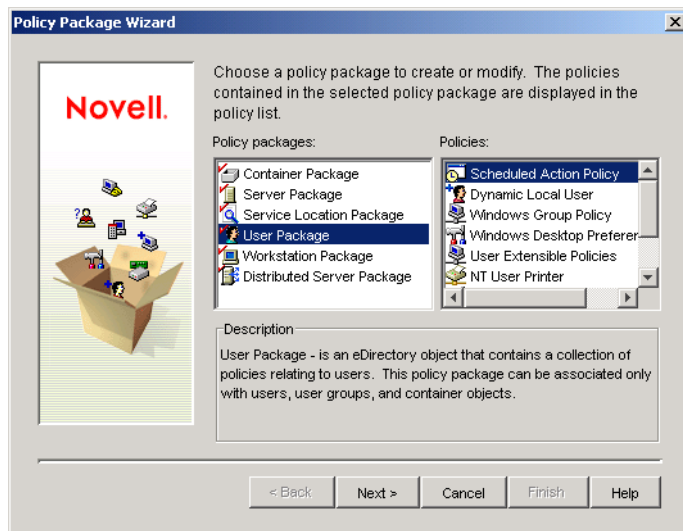 Policy Package Wizard
Novell.
Choose a policy package to create or modify. The policies
contained in the selected policy package are displayed in the
policy list.
Policy packages:
Container Package
Server Package
Service Location Package
User Package
Workstation Package
Distributed Server Package
Policies:
Scheduled Action Policy
Dynamic Local User
Windows Group Policy
Windows Desktop Preferer
User Extensible Policies
NT User Printer
Description
User Package - is an eDirectory object that contains a collection of
policies relating to users. This policy package can be associated only
with users, user groups, and container objects.
< Back
Next >
Cancel
Finish
Help